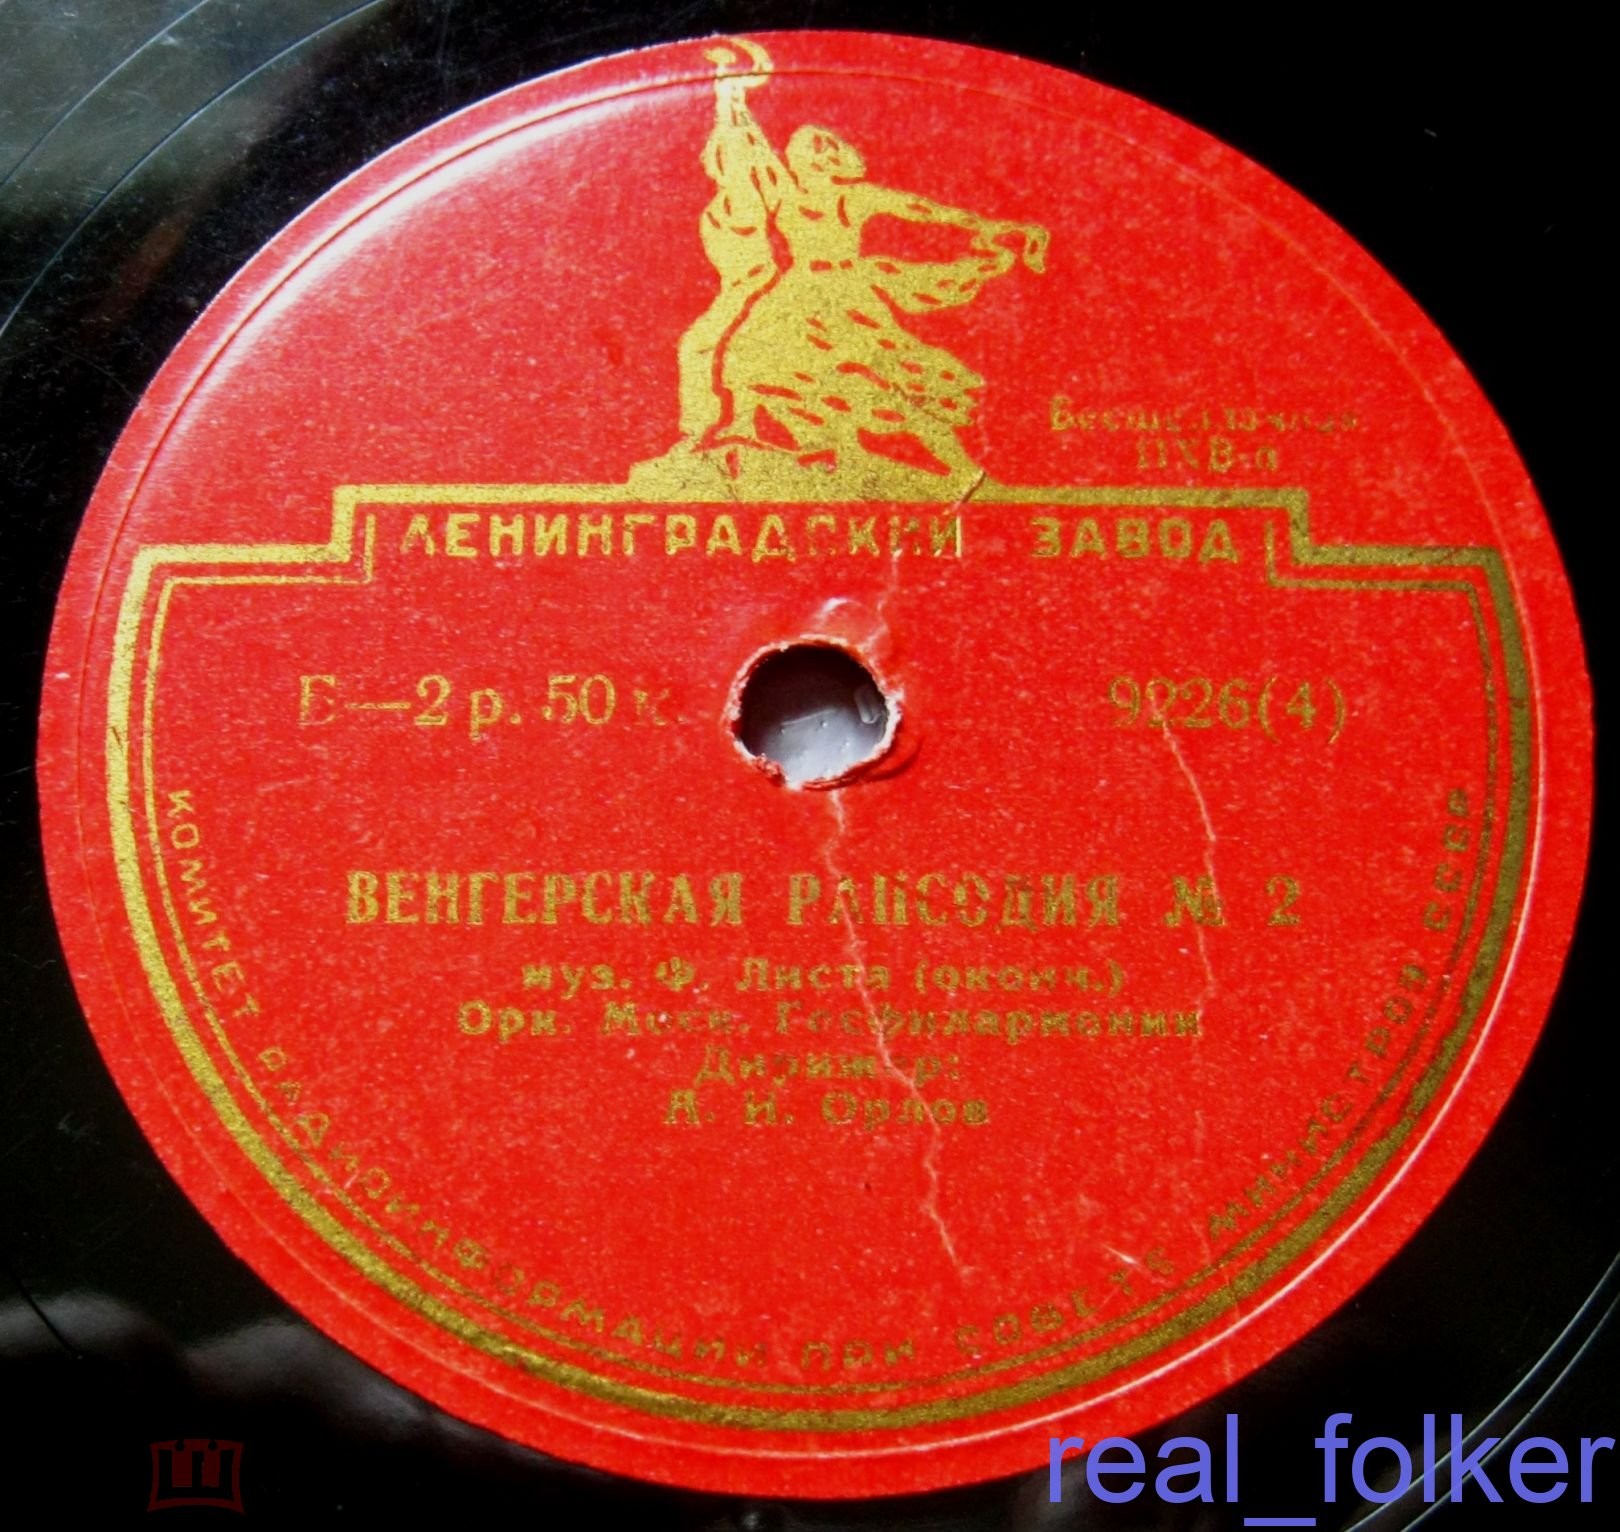 ЛЕНИНГРАДСКИЙ ЗАВОД
Б—2 р. 50 к.
9226(4)
ВЕНГЕРСКАЯ РАПСОДИЯ № 2
муз. Ф. Листа (оконч.)
Орк. Моск. Госфилармонии
Дирижер:
А. И. Орлов
КОМИТЕТ РАДИОИНФОРМАЦИИ ПРИ СОВЕТЕ МИНИСТРОВ СССР
real_folker